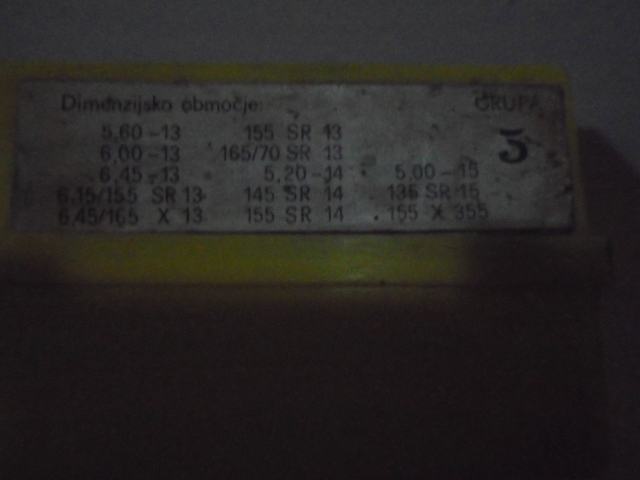 Dimenzijsko območje: GRUPA
5,60-13 155 SR 13 5
6,00-13 165/70 SR 13
6,45-13 5,20-14 5,00-15
6,15/155 SR 13 145 SR 14 135 SR 15
6,45/165 X 13 155 SR 14 155 X 355